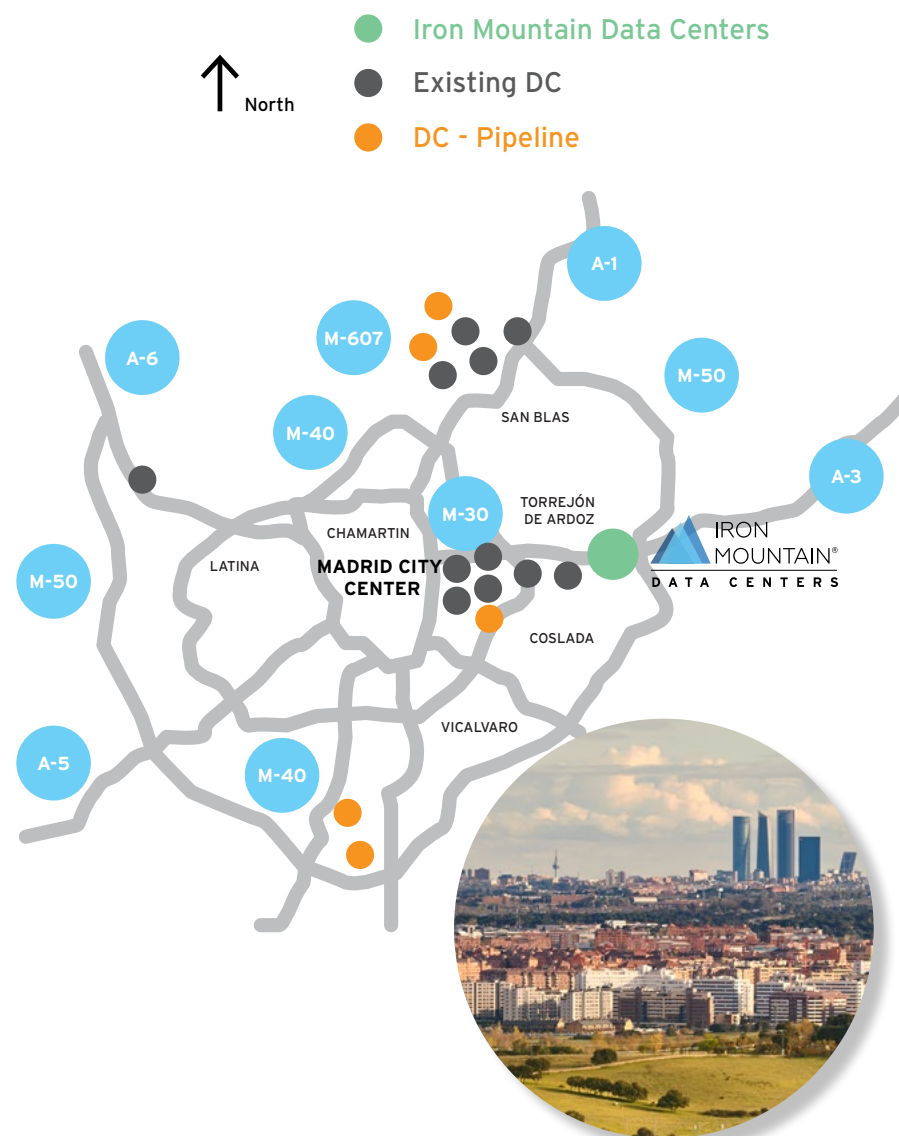 Iron Mountain Data Centers
Existing DC
North
DC - Pipeline
A-1
M-607
A-6
M-50
M-40
SAN BLAS
A-3
M-30
TORREJÓN
DE ARDOZ
CHAMARTIN
IRON
MOUNTAIN®
DATA CENTERS
LATINA
MADRID CITY
CENTER
M-50
COSLADA
VICALVARO
A-5
M-40